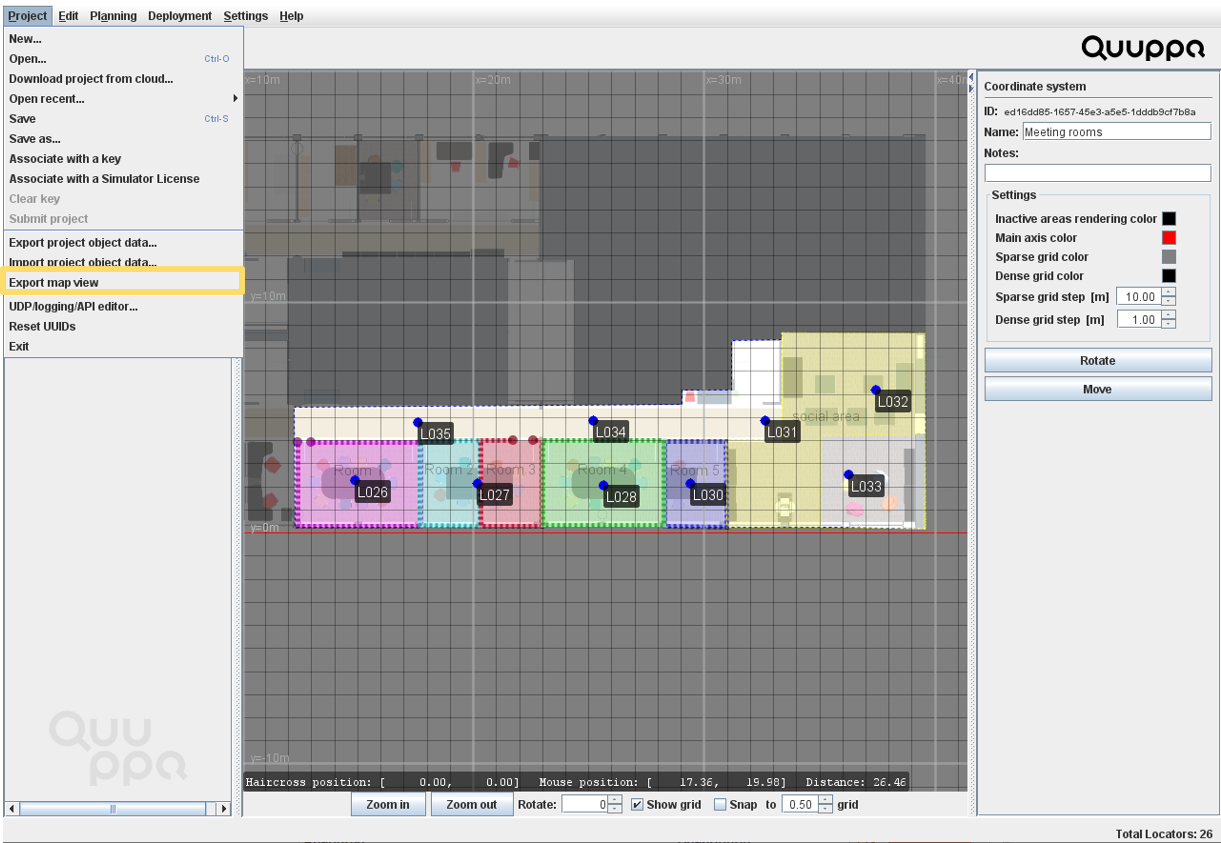 Project Edit Planning Deployment Settings Help
New...
Open... Ctrl-O
Download project from cloud...
Open recent...
Save Ctrl-S
Save as...
Associate with a key
Associate with a Simulator License
Clear key
Submit project
Export project object data...
Import project object data...
Export map view
UDP/logging/API editor...
Reset UUIDs
Exit
Quuppa
Quuppa
x=10m x=20m x=30m x=40m
y=10m
social area
L032
L035 L034 L031
Room Room 2 Room 3 Room 4 Room 5
L026 L027 L028 L030 L033
y=0m
y=-10m
Haircross position: [ 0.00, 0.00] Mouse position: [ 17.36, 19.98] Distance: 26.46
Zoom in Zoom out Rotate: 0 Show grid Snap to 0.50 grid
Coordinate system
ID: ed16dd85-1657-45e3-a5e5-1dddb9cf7b8a
Name: Meeting rooms
Notes:
Settings
Inactive areas rendering color
Main axis color
Sparse grid color
Dense grid color
Sparse grid step [m] 10.00
Dense grid step [m] 1.00
Rotate
Move
Total Locators: 26